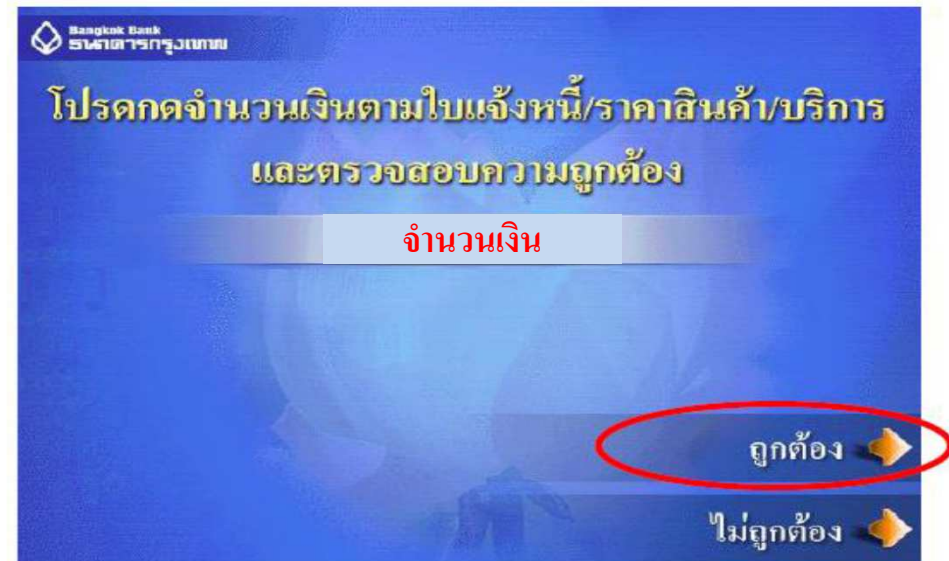 Bangkok Bank
ธนาคารกรุงเทพ
โปรดกดจำนวนเงินตามใบแจ้งหนี้/ราคาสินค้า/บริการ
และตรวจสอบความถูกต้อง
จำนวนเงิน
ถูกต้อง
ไม่ถูกต้อง